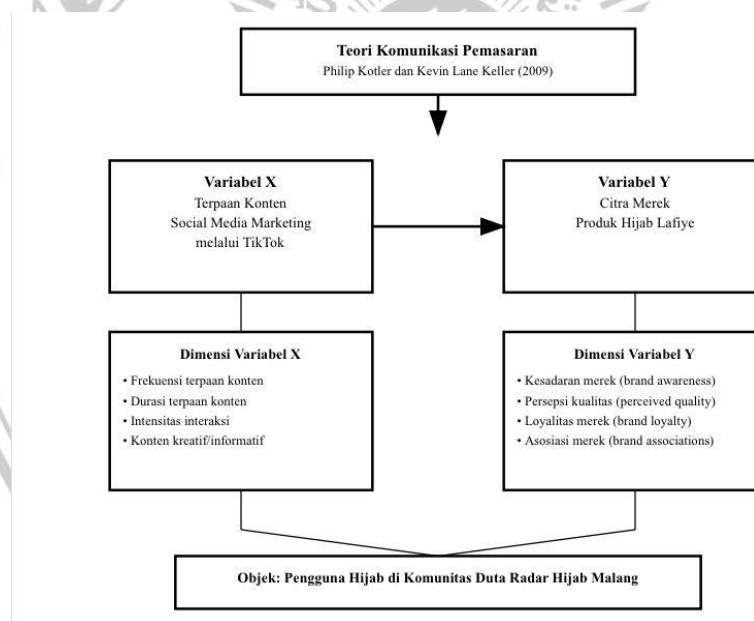 Teori Komunikasi Pemasaran
Philip Kotler dan Kevin Lane Keller (2009)
Variabel X
Terpaan Konten
Social Media Marketing
melalui TikTok
Variabel Y
Citra Merek
Produk Hijab Lafiye
Dimensi Variabel X
• Frekuensi terpaan konten
• Durasi terpaan konten
• Intensitas interaksi
• Konten kreatif/informatif
Dimensi Variabel Y
• Kesadaran merek (brand awareness)
• Persepsi kualitas (perceived quality)
• Loyalitas merek (brand loyalty)
• Asosiasi merek (brand associations)
Objek: Pengguna Hijab di Komunitas Duta Radar Hijab Malang